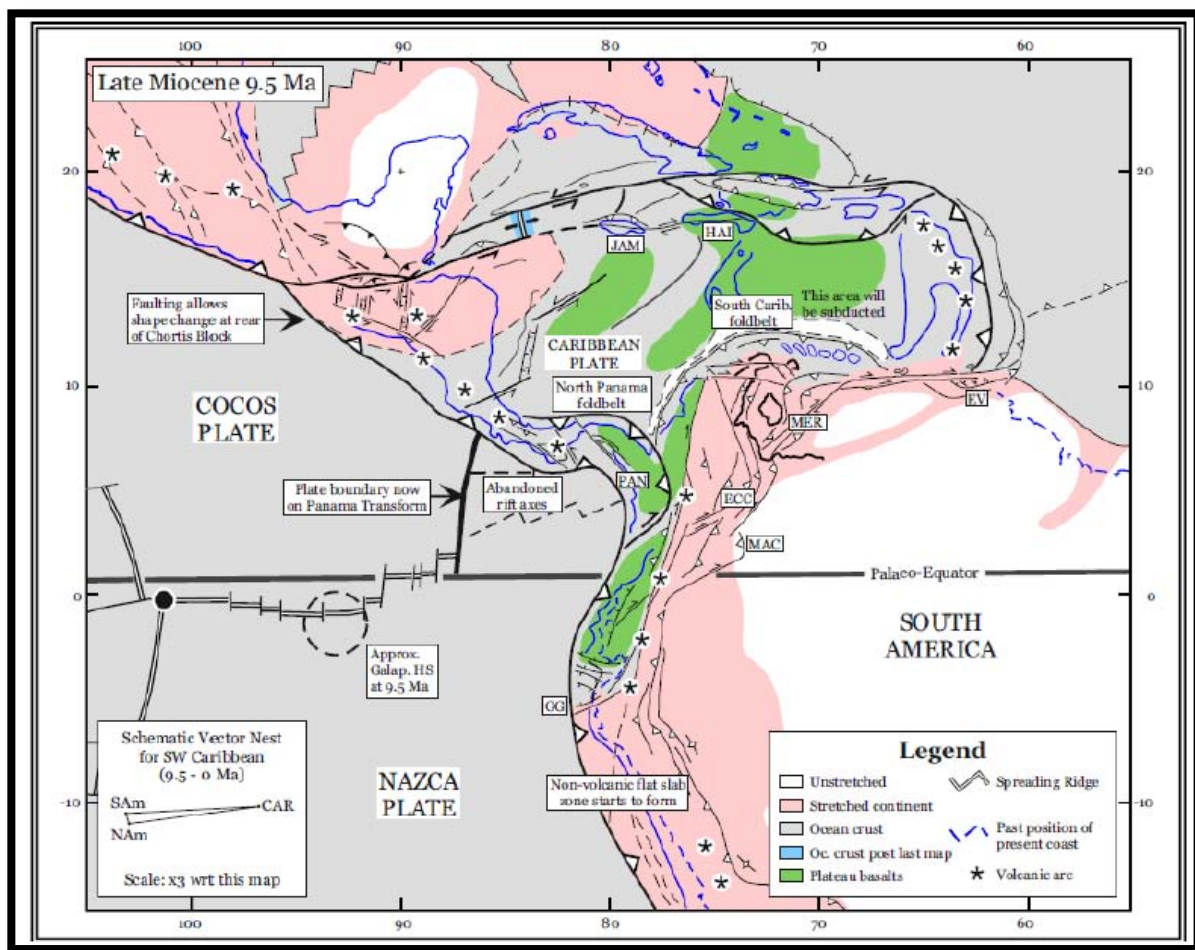 100
90
80
70
60
Late Miocene 9.5 Ma
20
20
JAM
HAI
Faulting allows
shape change at rear
of Chortis Block
South Carib.
foldbelt
This area will
be subducted
CARIBBEAN
PLATE
10
10
North Panama
foldbelt
COCOS
PLATE
EV
MER
Plate boundary now
on Panama Transform
Abandoned
rift axes
PAN
ECC
MAC
Palaeo-Equator
0
0
SOUTH
AMERICA
Approx.
Galap. HS
at 9.5 Ma
GG
Schematic Vector Nest
for SW Caribbean
(9.5 - 0 Ma)
SAm
CAR
NAm
Scale: x3 wrt this map
NAZCA
PLATE
Non-volcanic flat slab
zone starts to form
-10
-10
Legend
Unstretched
Spreading Ridge
Stretched continent
Ocean crust
Past position of
present coast
Oc. crust post last map
Plateau basalts
Volcanic arc
100
90
80
70
60